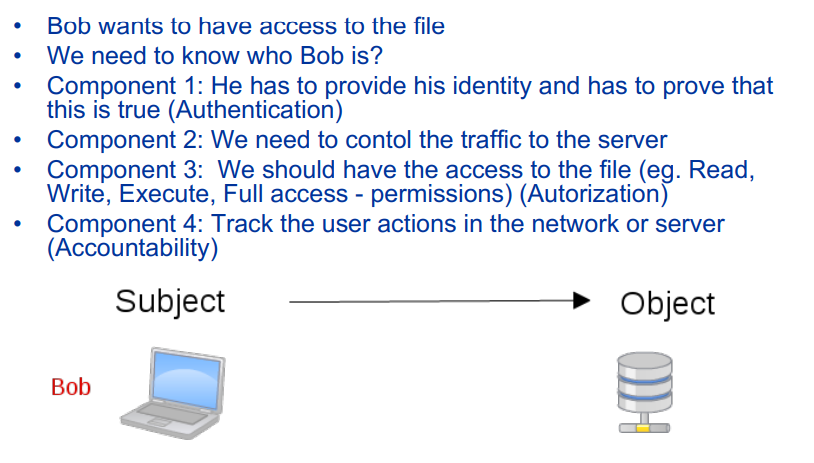 • Bob wants to have access to the file
• We need to know who Bob is?
• Component 1: He has to provide his identity and has to prove that
this is true (Authentication)
• Component 2: We need to contol the traffic to the server
• Component 3:  We should have the access to the file (eg. Read,
Write, Execute, Full access - permissions) (Autorization)
• Component 4: Track the user actions in the network or server
(Accountability)
Subject
Object
Bob